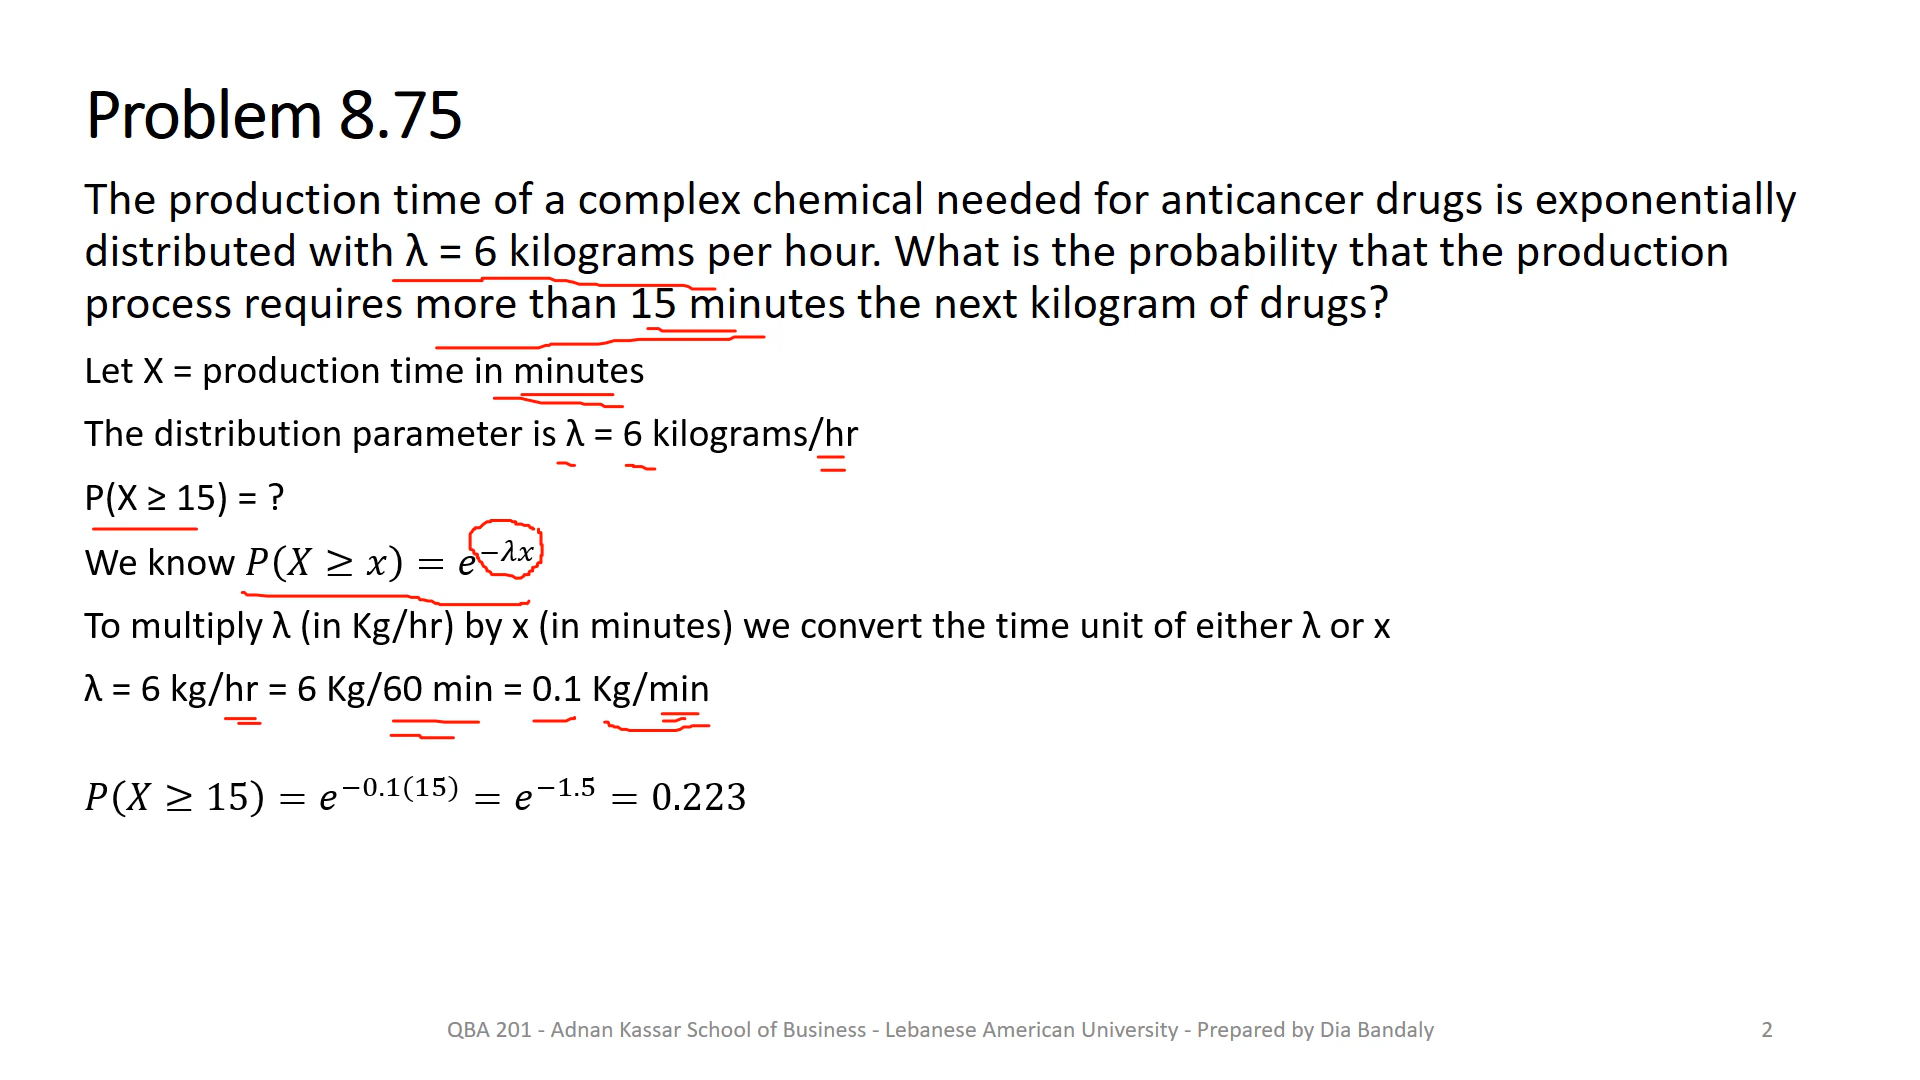 Problem 8.75
The production time of a complex chemical needed for anticancer drugs is exponentially
distributed with λ = 6 kilograms per hour. What is the probability that the production
process requires more than 15 minutes the next kilogram of drugs?
Let X = production time in minutes
The distribution parameter is λ = 6 kilograms/hr
P(X ≥ 15) = ?
We know P(X ≥ x) = e^{−λx}
To multiply λ (in Kg/hr) by x (in minutes) we convert the time unit of either λ or x
λ = 6 kg/hr = 6 Kg/60 min = 0.1 Kg/min
P(X ≥ 15) = e^{−0.1(15)} = e^{−1.5} = 0.223
QBA 201 - Adnan Kassar School of Business - Lebanese American University - Prepared by Dia Bandaly 2